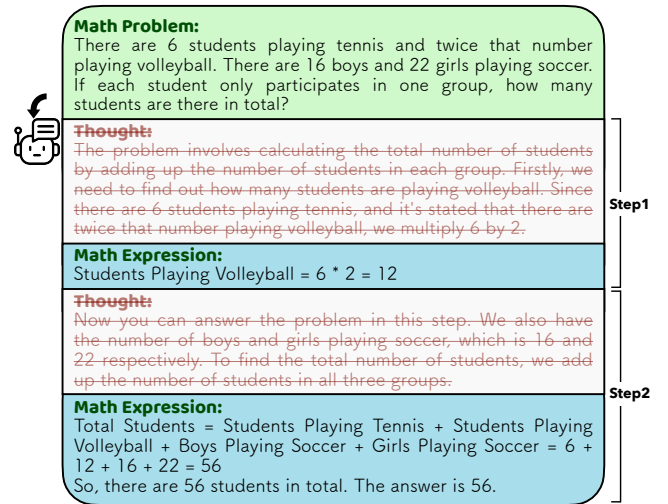 Math Problem:
There are 6 students playing tennis and twice that number
playing volleyball. There are 16 boys and 22 girls playing soccer.
If each student only participates in one group, how many
students are there in total?
Thought:
The problem involves calculating the total number of students
by adding up the number of students in each group. Firstly, we
need to find out how many students are playing volleyball. Since
there are 6 students playing tennis, and it's stated that there are
twice that number playing volleyball, we multiply 6 by 2.
Step1
Math Expression:
Students Playing Volleyball = 6 * 2 = 12
Thought:
Now you can answer the problem in this step. We also have
the number of boys and girls playing soccer, which is 16 and
22 respectively. To find the total number of students, we add
up the number of students in all three groups.
Step2
Math Expression:
Total Students = Students Playing Tennis + Students Playing
Volleyball + Boys Playing Soccer + Girls Playing Soccer = 6 +
12 + 16 + 22 = 56
So, there are 56 students in total. The answer is 56.